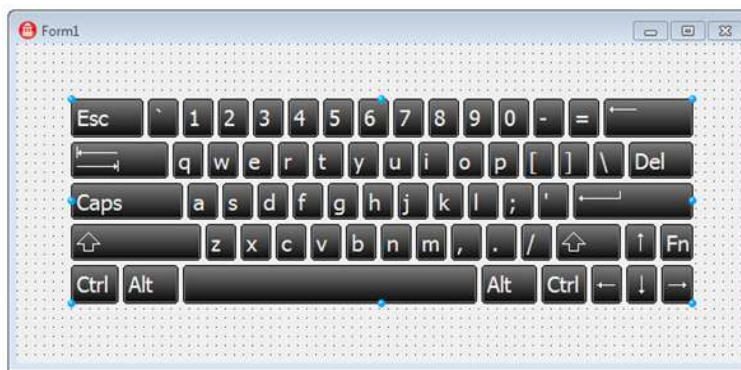 Form1
Esc ` 1 2 3 4 5 6 7 8 9 0 - = ←
q w e r t y u i o p [ ] \ Del
Caps a s d f g h j k l ; '
z x c v b n m , . / ↑ Fn
Ctrl Alt Alt Ctrl ← ↓ →